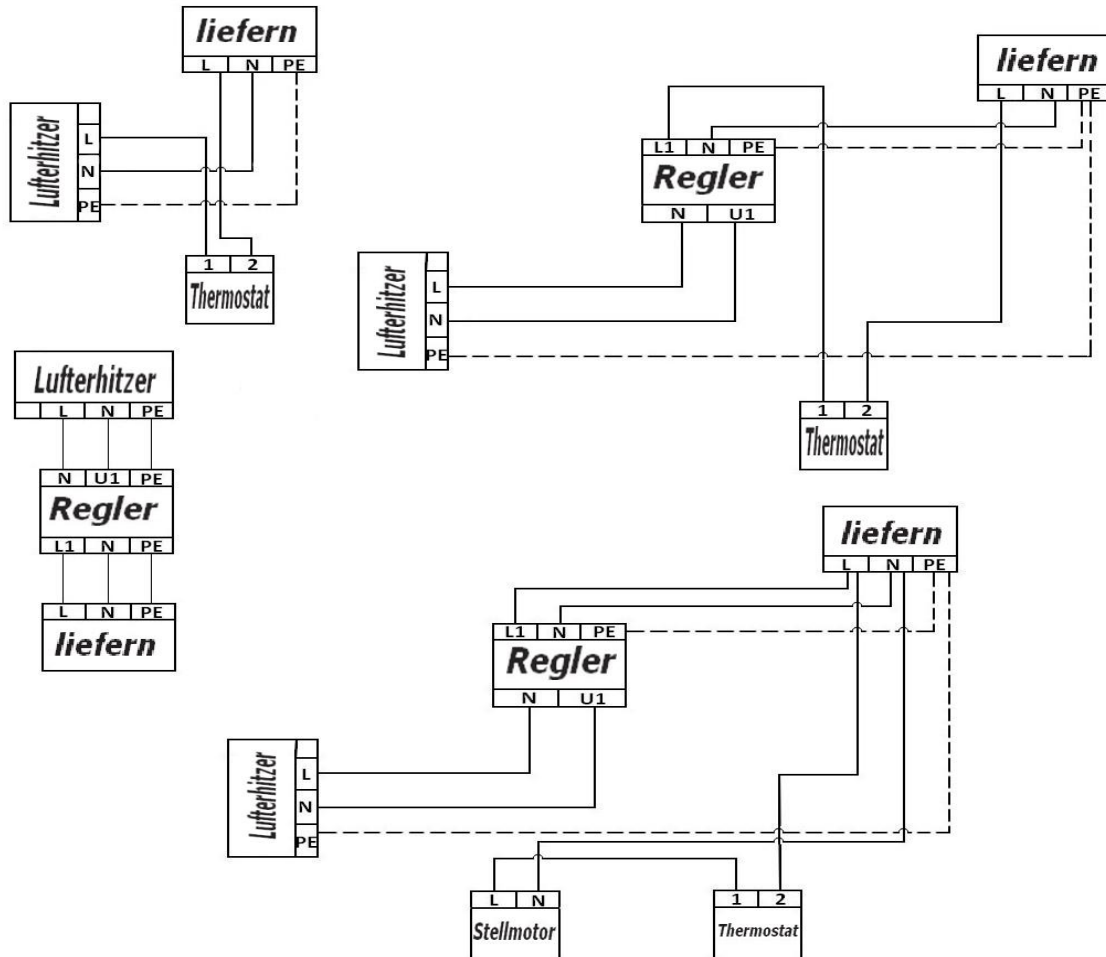 liefern
L N PE
Lufterhitzer
L
N
PE
1 2
Thermostat
liefern
L N PE
L1 N PE
Regler
N U1
Lufterhitzer
L
N
PE
1 2
Thermostat
Lufterhitzer
L N PE
N U1 PE
Regler
L1 N PE
L N PE
liefern
liefern
L N PE
L1 N PE
Regler
N U1
Lufterhitzer
L
N
PE
L N
Stellmotor
1 2
Thermostat